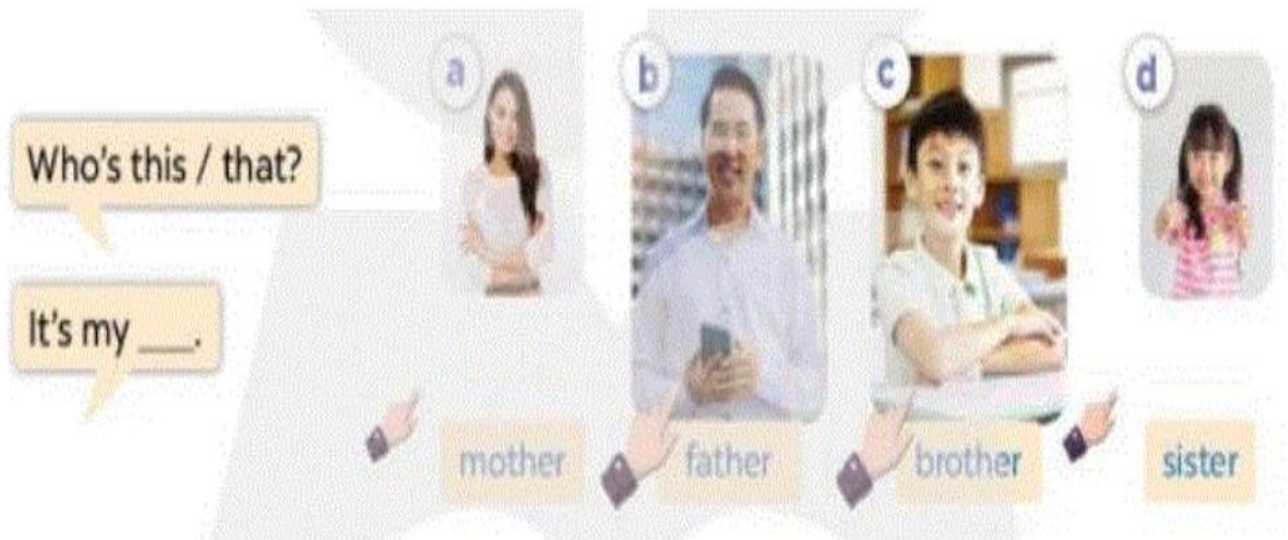 a
b
c
d
Who's this / that?
It's my ___.
mother
father
brother
sister